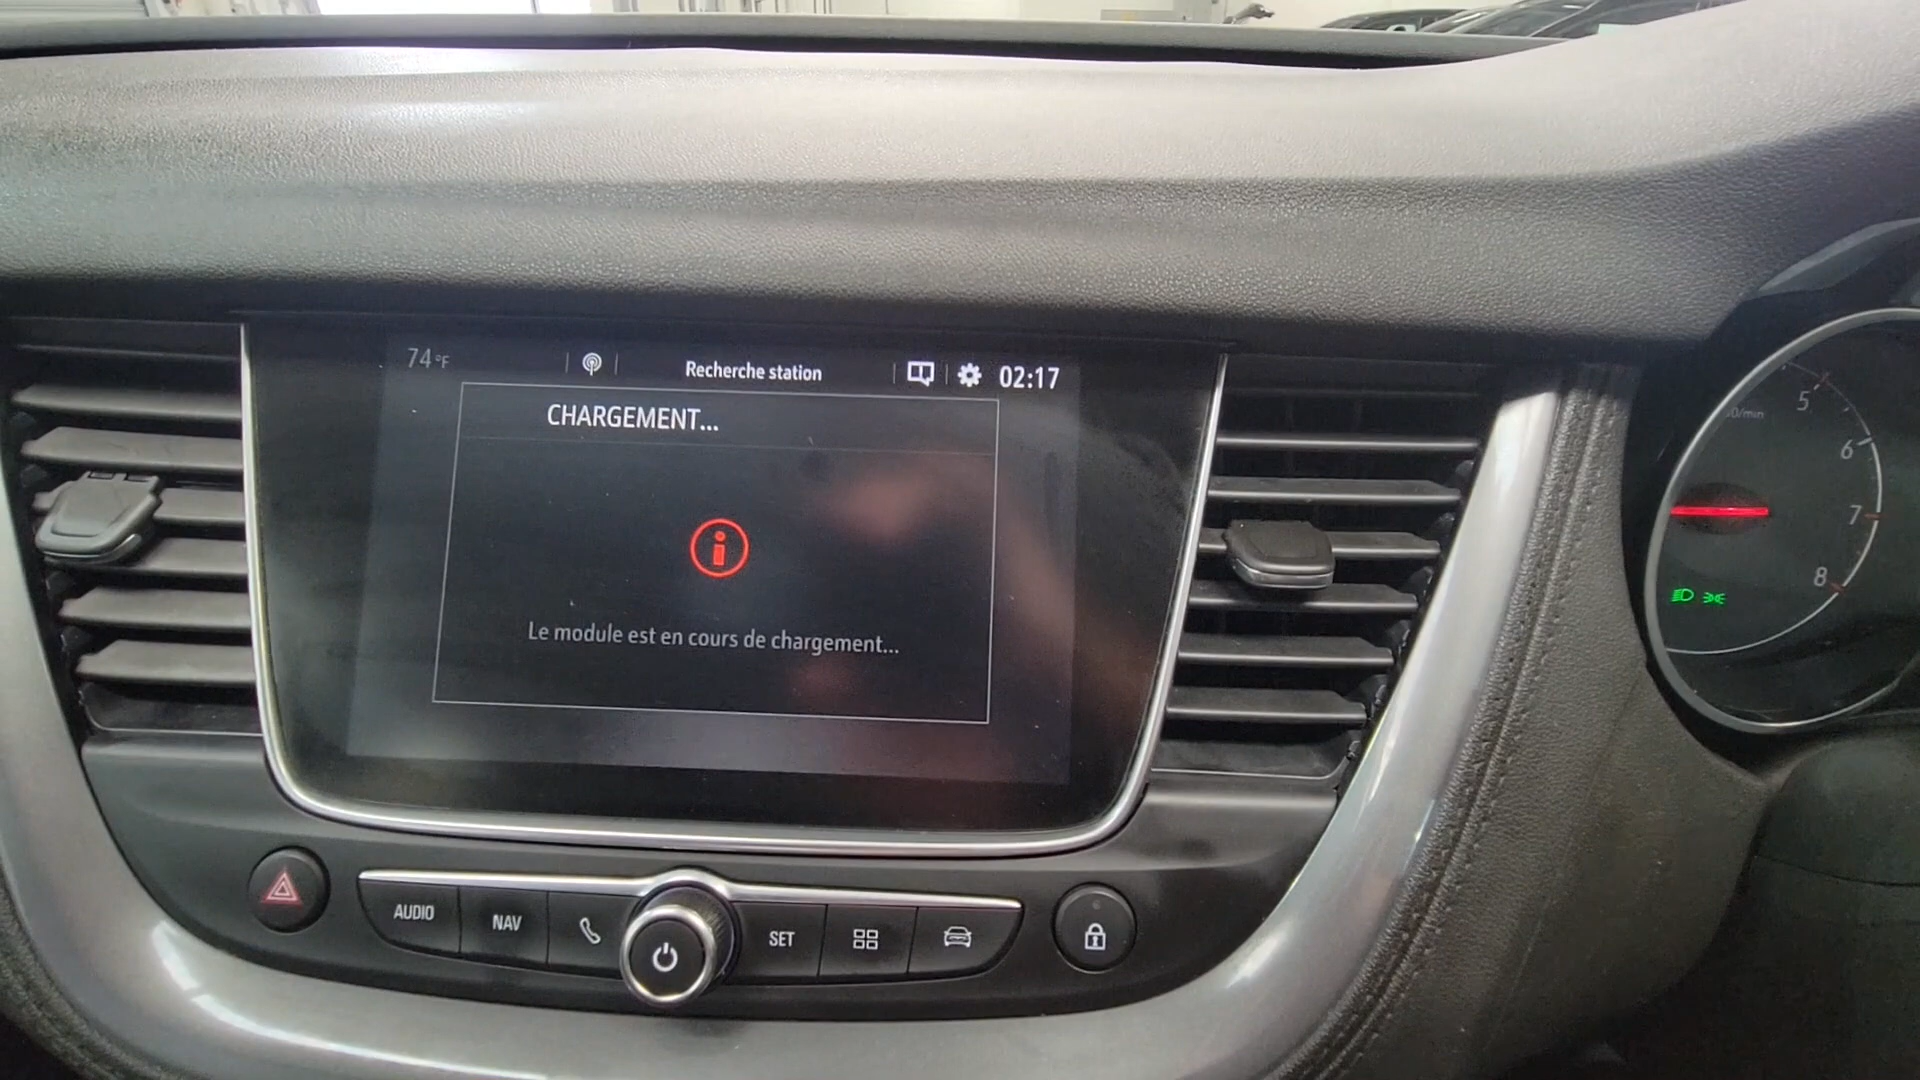 74°F
Recherche station
02:17
CHARGEMENT...
Le module est en cours de chargement...
AUDIO
NAV
SET
5
6
7
8